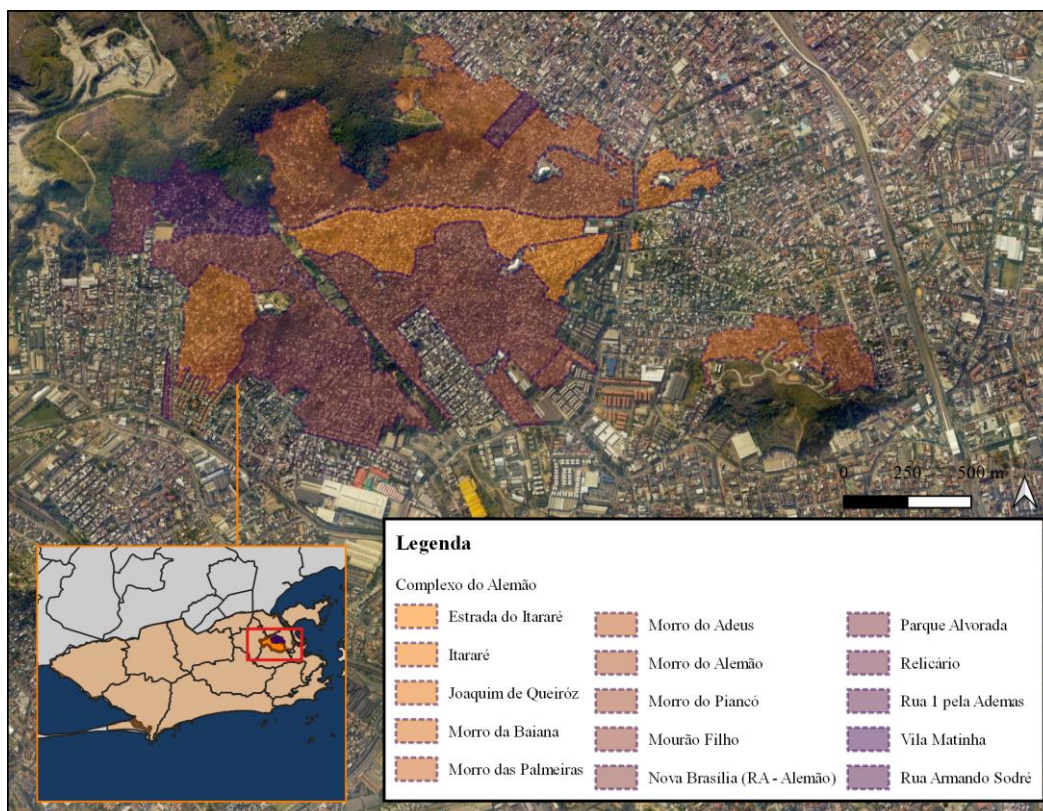 0 250 500 m
Legenda
Complexo do Alemão
Estrada do Itararé
Itararé
Joaquim de Queiróz
Morro da Baiana
Morro das Palmeiras
Morro do Adeus
Morro do Alemão
Morro do Piancó
Mourão Filho
Nova Brasília (RA - Alemão)
Parque Alvorada
Relicário
Rua 1 pela Ademas
Vila Matinha
Rua Armando Sodré